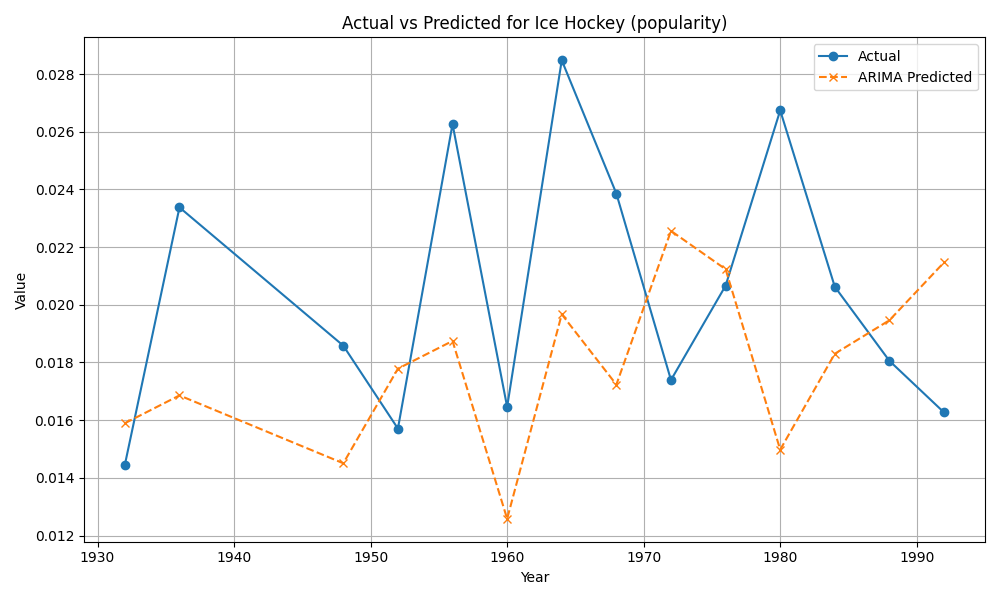 Actual vs Predicted for Ice Hockey (popularity)
Actual
ARIMA Predicted
0.028
0.026
0.024
0.022
0.020
0.018
0.016
0.014
0.012
Value
1930 1940 1950 1960 1970 1980 1990
Year